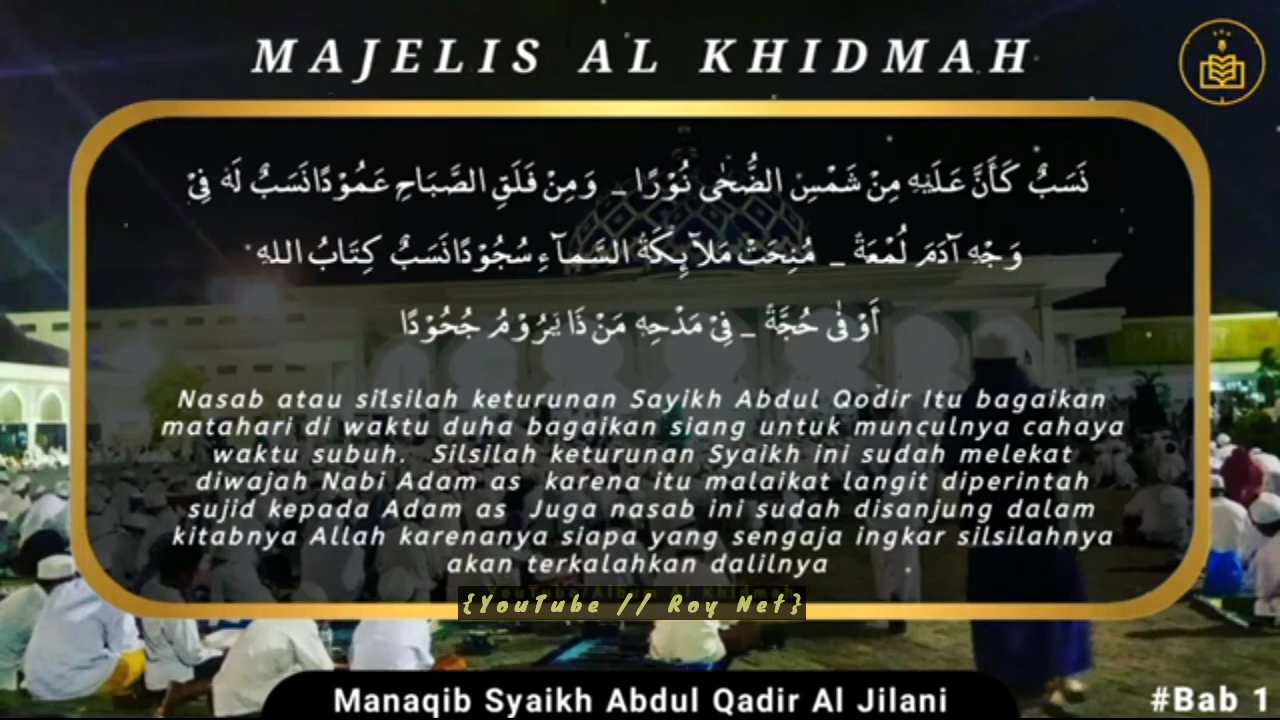 MAJELIS AL KHIDMAH
نَسَبٌ كَأَنَّ عَلَيْهِ مِنْ شَمْسِ الضُّحٰى نُوْرًا ـ وَمِنْ فَلَقِ الصَّبَاحِ عَمُوْدًانَسَبٌ لَهُ فِيْ
وَجْهِ آدَمَ لُمْعَةٌ ـ مُنِحَتْ مَلاَئِكَةُ السَّمآءِ سُجُوْدًانَسَبٌ كِتَابُ اللهِ
أَوْفٰى حُجَّةً ـ فِيْ مَدْحِهِ مَنْ ذَا يَرُوْمُ جُحُوْدًا
Nasab atau silsilah keturunan Sayikh Abdul Qodir Itu bagaikan
matahari di waktu duha bagaikan siang untuk munculnya cahaya
waktu subuh. Silsilah keturunan Syaikh ini sudah melekat
diwajah Nabi Adam as karena itu malaikat langit diperintah
sujid kepada Adam as Juga nasab ini sudah disanjung dalam
kitabnya Allah karenanya siapa yang sengaja ingkar silsilahnya
akan terkalahkan dalilnya
{YouTube // Roy Net}
Manaqib Syaikh Abdul Qadir Al Jilani
#Bab 1